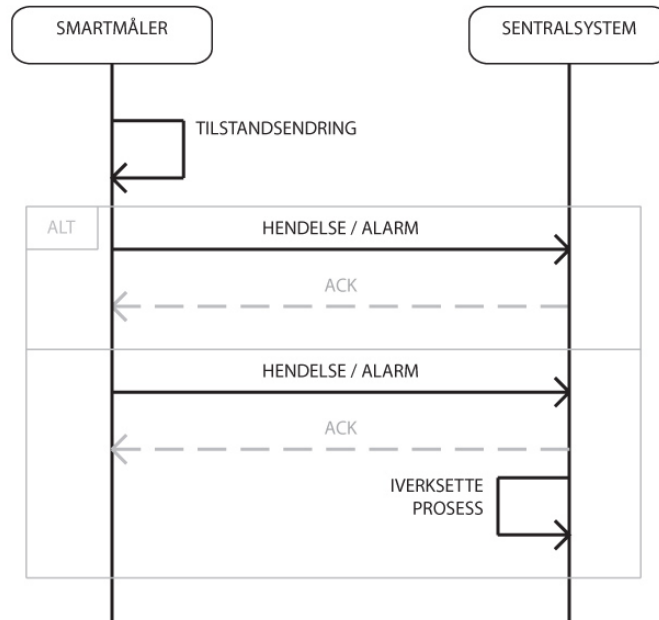 SMARTMÅLER
SENTRALSYSTEM
TILSTANDSENDRING
ALT
HENDELSE / ALARM
ACK
HENDELSE / ALARM
ACK
IVERKSETTE
PROSESS